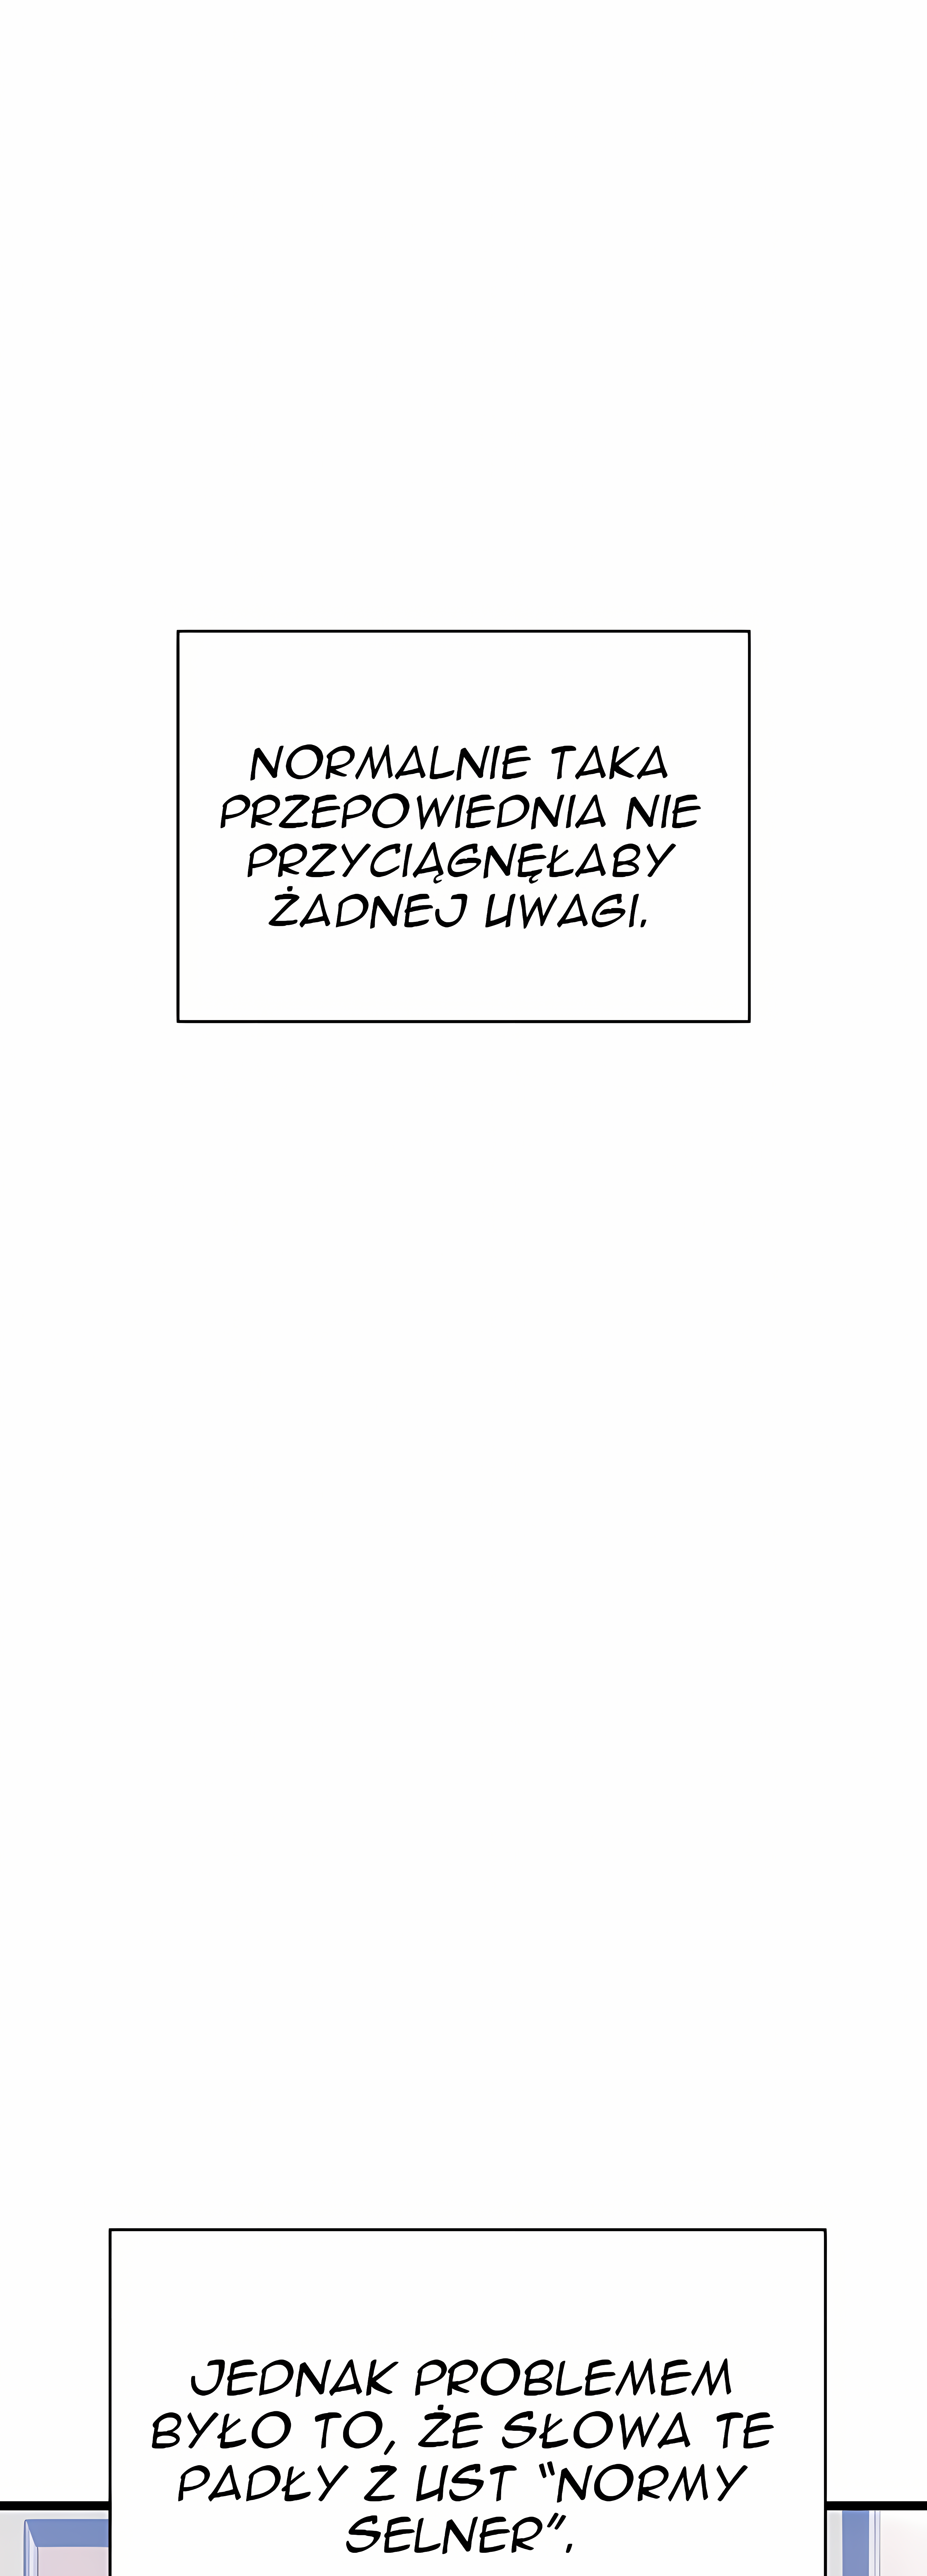 NORMALNIE TAKA
PRZEPOWIEDNIA NIE
PRZYCIĄGNĘŁABY
ŻADNEJ UWAGI.
JEDNAK PROBLEMEM
BYŁO TO, ŻE SŁOWA TE
PADŁY Z UST “NORMY
SELNER”.